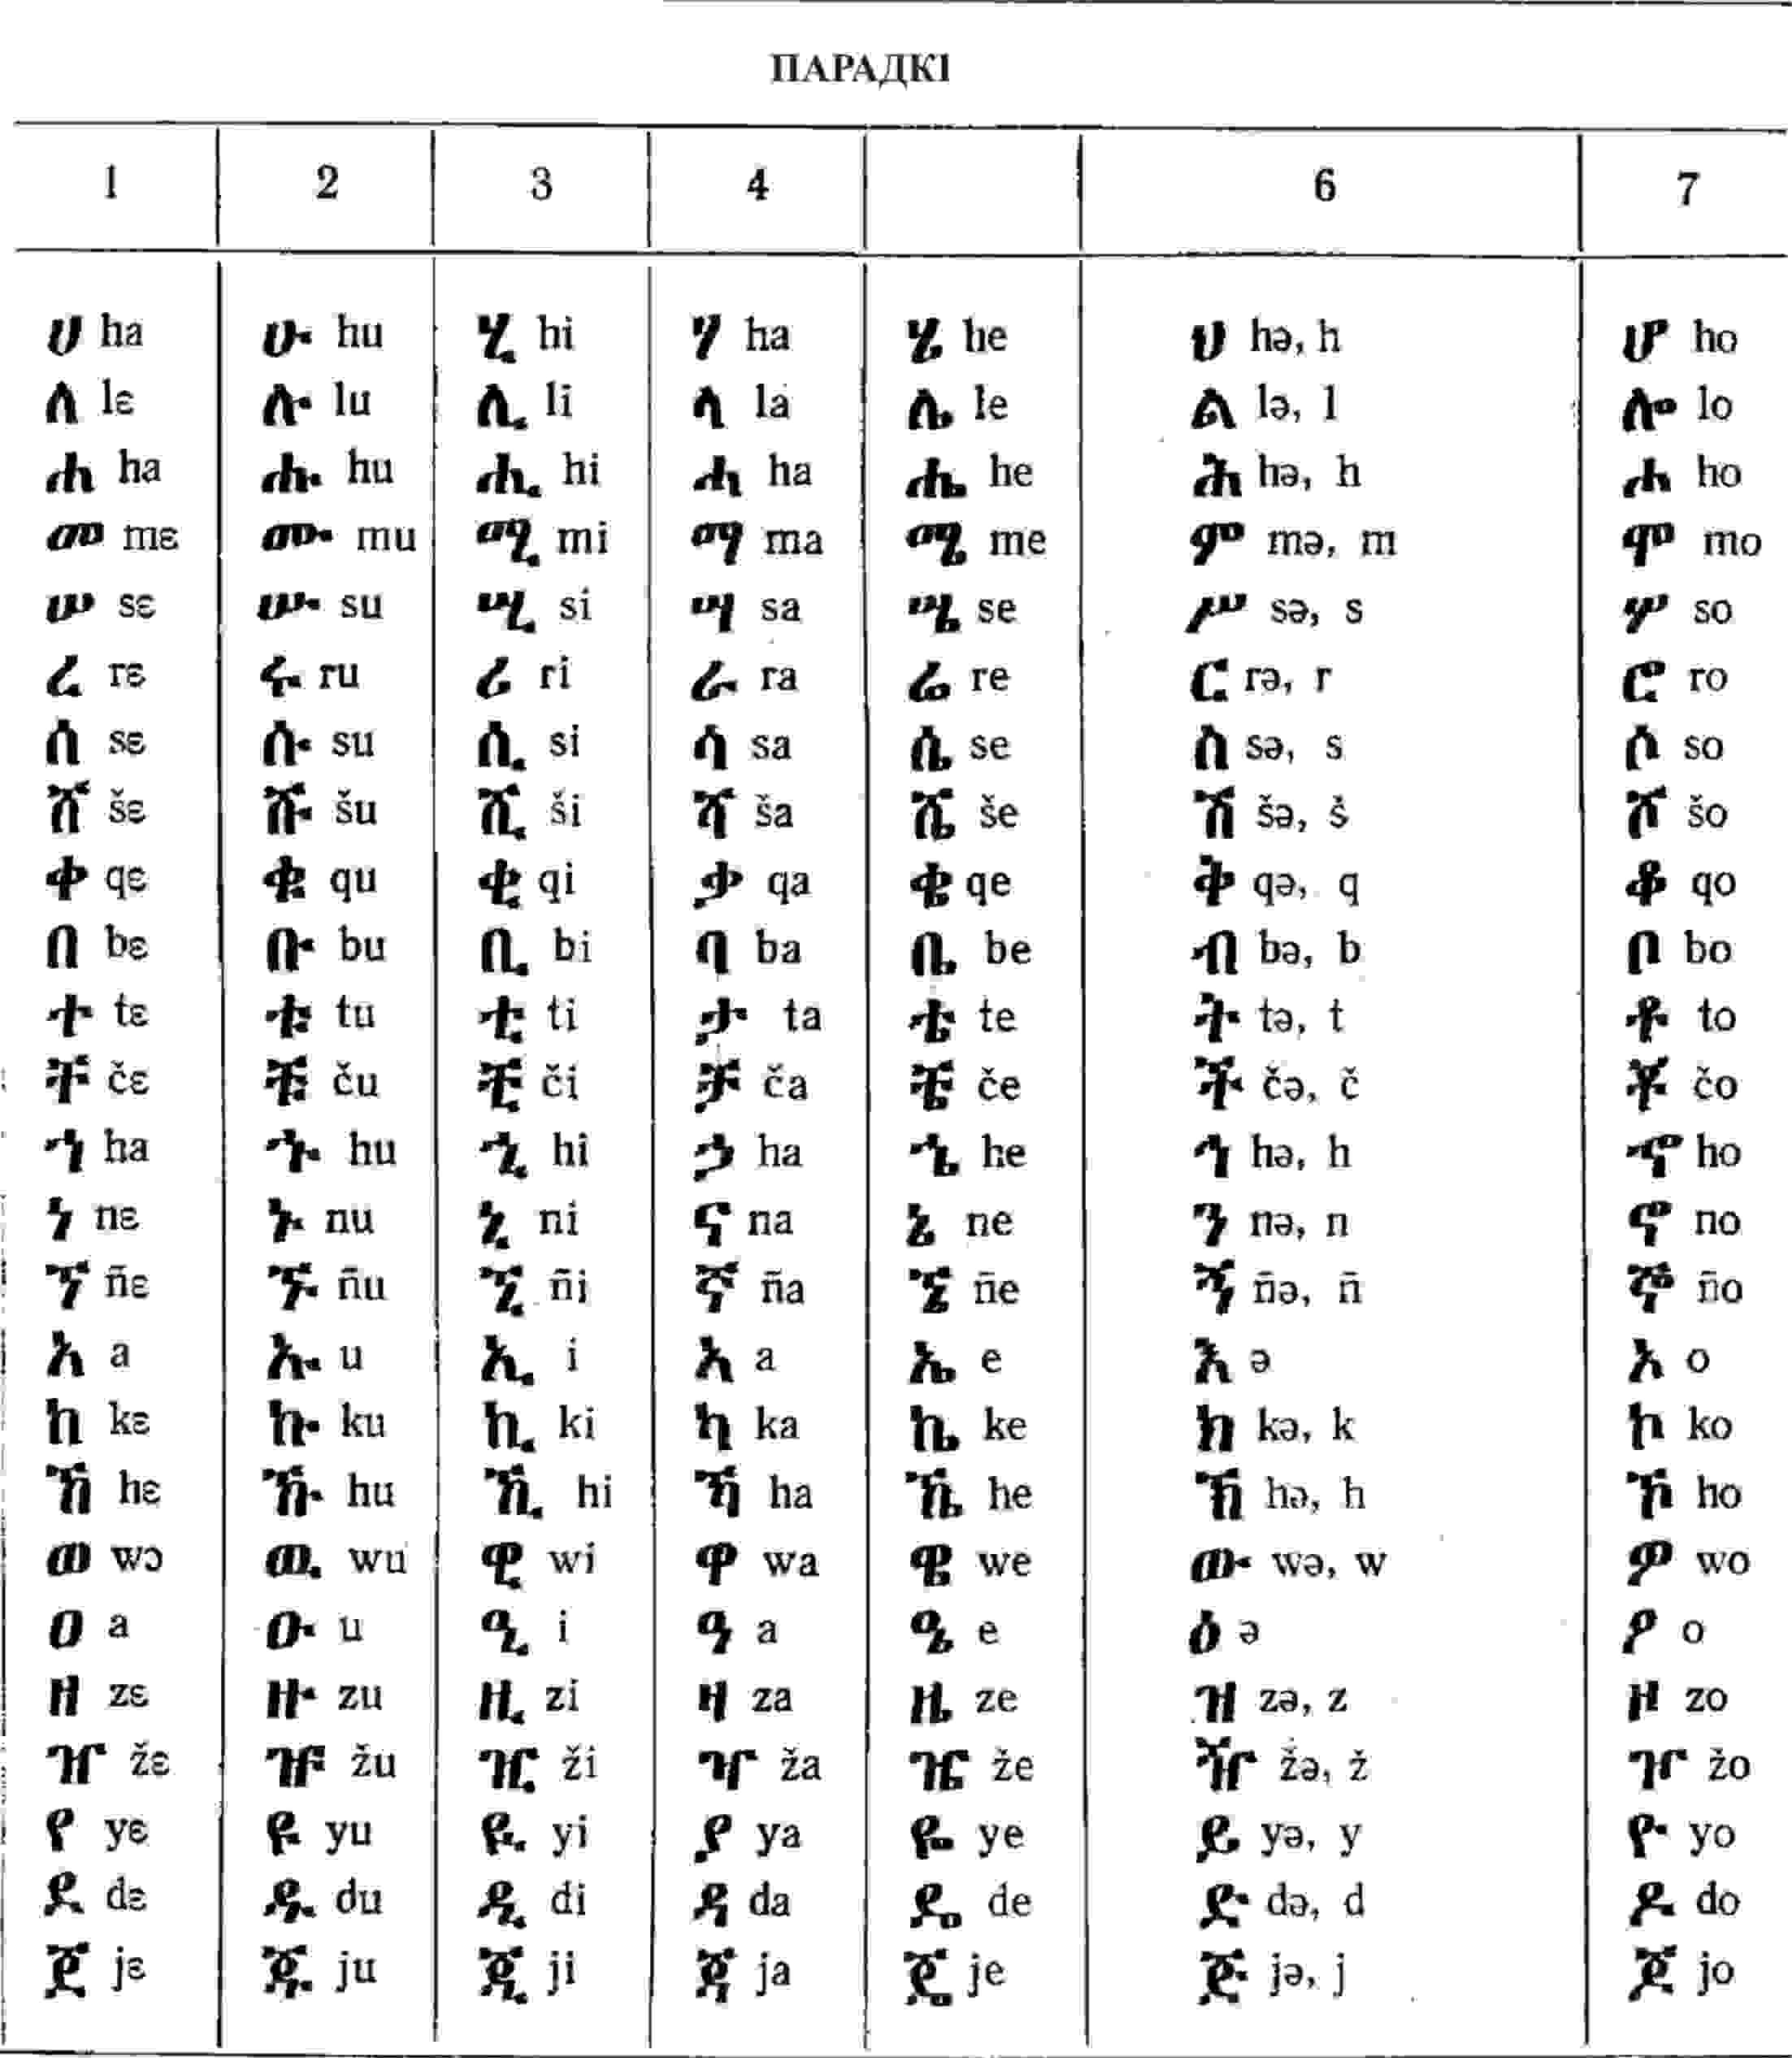 ПАРАДКІ
1 2 3 4 6 7
ሀ ha ሁ hu ሂ hi ሃ ha ሄ he ህ hə, h ሆ ho
ለ lɛ ሉ lu ሊ li ላ la ሌ le ል lə, l ሎ lo
ሐ ha ሑ hu ሒ hi ሓ ha ሔ he ሕ hə, h ሖ ho
መ mɛ ሙ mu ሚ mi ማ ma ሜ me ም mə, m ሞ mo
ሠ sɛ ሡ su ሢ si ሣ sa ሤ se ሥ sə, s ሦ so
ረ rɛ ሩ ru ሪ ri ራ ra ሬ re ር rə, r ሮ ro
ሰ sɛ ሱ su ሲ si ሳ sa ሴ se ስ sə, s ሶ so
ሸ šɛ ሹ šu ሺ ši ሻ ša ሼ še ሽ šə, š ሾ šo
ቀ qɛ ቁ qu ቂ qi ቃ qa ቄ qe ቅ qə, q ቆ qo
በ bɛ ቡ bu ቢ bi ባ ba ቤ be ብ bə, b ቦ bo
ተ tɛ ቱ tu ቲ ti ታ ta ቴ te ት tə, t ቶ to
ቸ čɛ ቹ ču ቺ či ቻ ča ቼ če ች čə, č ቾ čo
ኀ ha ኁ hu ኂ hi ኃ ha ኄ he ኅ hə, h ኆ ho
ነ nɛ ኑ nu ኒ ni ና na ኔ ne ን nə, n ኖ no
ኘ ñɛ ኙ ñu ኚ ñi ኛ ña ኜ ñe ኝ ñə, ñ ኞ ño
አ a ኡ u ኢ i ኣ a ኤ e እ ə ኦ o
ከ kɛ ኩ ku ኪ ki ካ ka ኬ ke ክ kə, k ኮ ko
ኸ hɛ ኹ hu ኺ hi ኻ ha ኼ he ኽ hə, h ኾ ho
ወ wɔ ዉ wu ዊ wi ዋ wa ዌ we ው wə, w ዎ wo
ዐ a ዑ u ዒ i ዓ a ዔ e ዕ ə ዖ o
ዘ zɛ ዙ zu ዚ zi ዛ za ዜ ze ዝ zə, z ዞ zo
ዠ žɛ ዡ žu ዢ ži ዣ ža ዤ že ዥ žə, ž ዦ žo
የ yɛ ዩ yu ዪ yi ያ ya ዬ ye ይ yə, y ዮ yo
ደ dɛ ዱ du ዲ di ዳ da ዴ de ድ də, d ዶ do
ጀ jɛ ጁ ju ጂ ji ጃ ja ጄ je ጅ jə, j ጆ jo